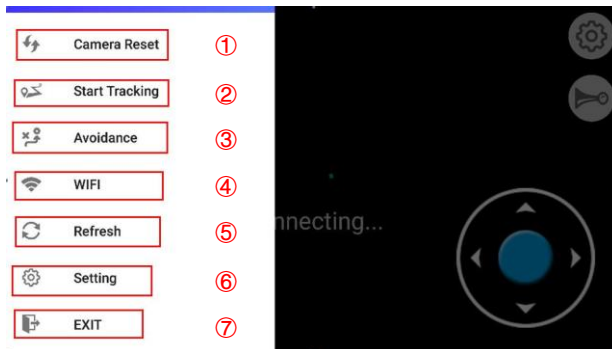 Camera Reset ①
Start Tracking ②
Avoidance ③
WIFI ④
nnecting...
Refresh ⑤
Setting ⑥
EXIT ⑦